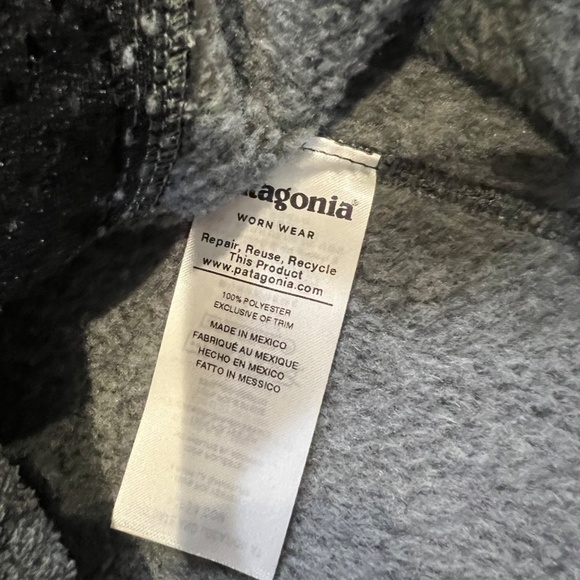 tagonia®
WORN WEAR
Repair, Reuse, Recycle
This Product
www.patagonia.com
100% POLYESTER
EXCLUSIVE OF TRIM
MADE IN MEXICO
FABRIQUÉ AU MEXIQUE
HECHO EN MEXICO
FATTO IN MESSICO